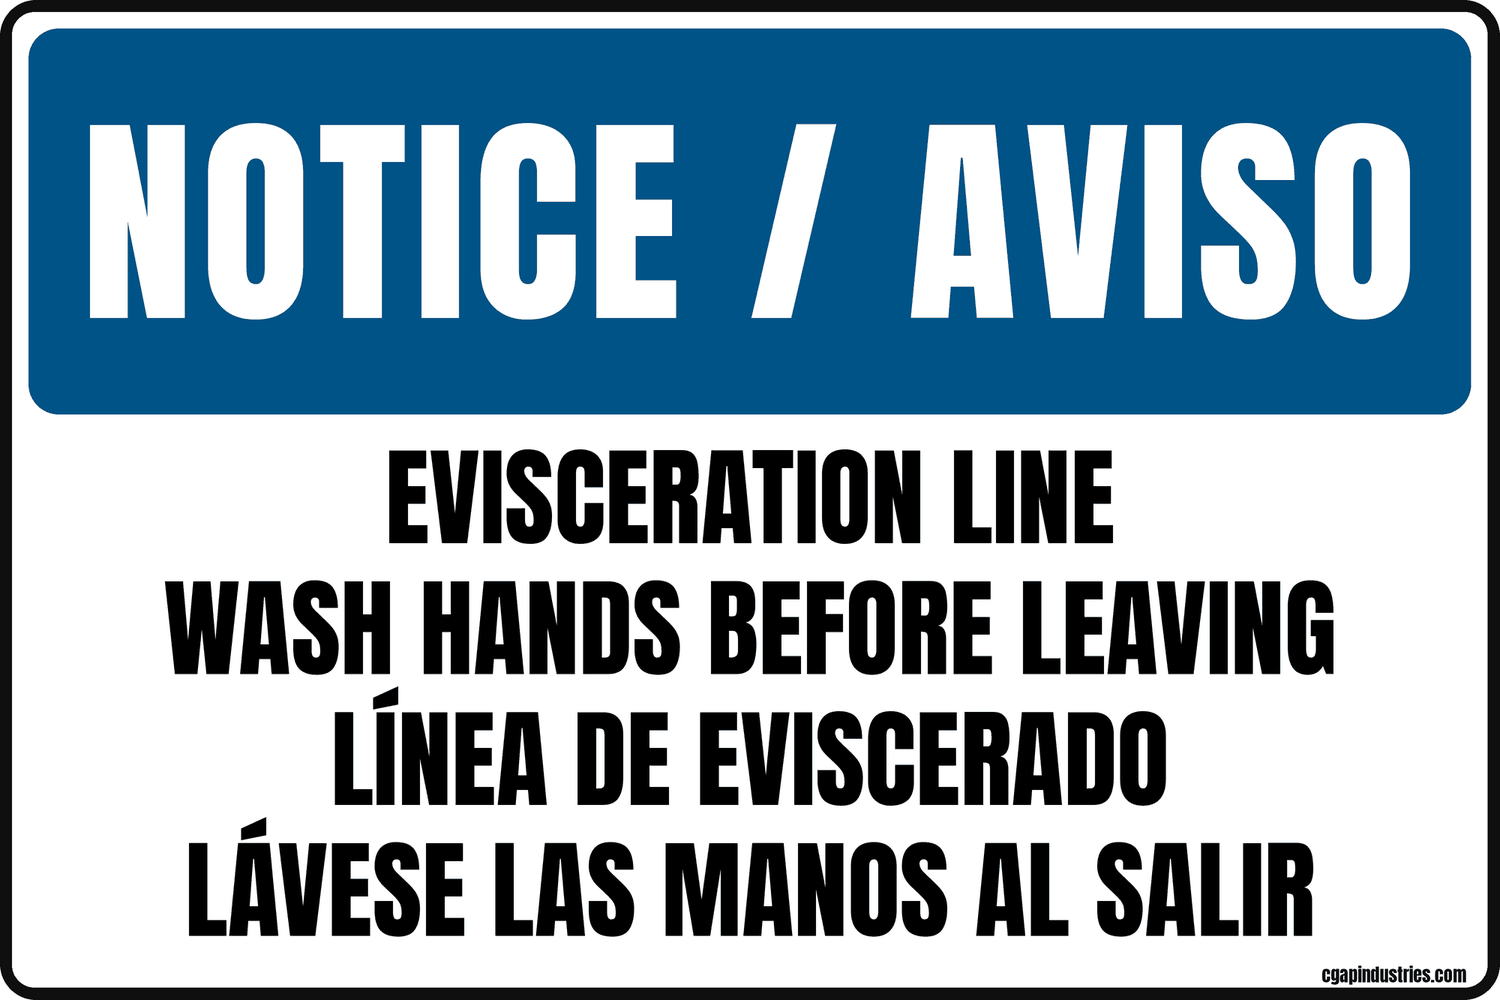 NOTICE / AVISO
EVISCERATION LINE
WASH HANDS BEFORE LEAVING
LÍNEA DE EVISCERADO
LÁVESE LAS MANOS AL SALIR
cgapindustries.com